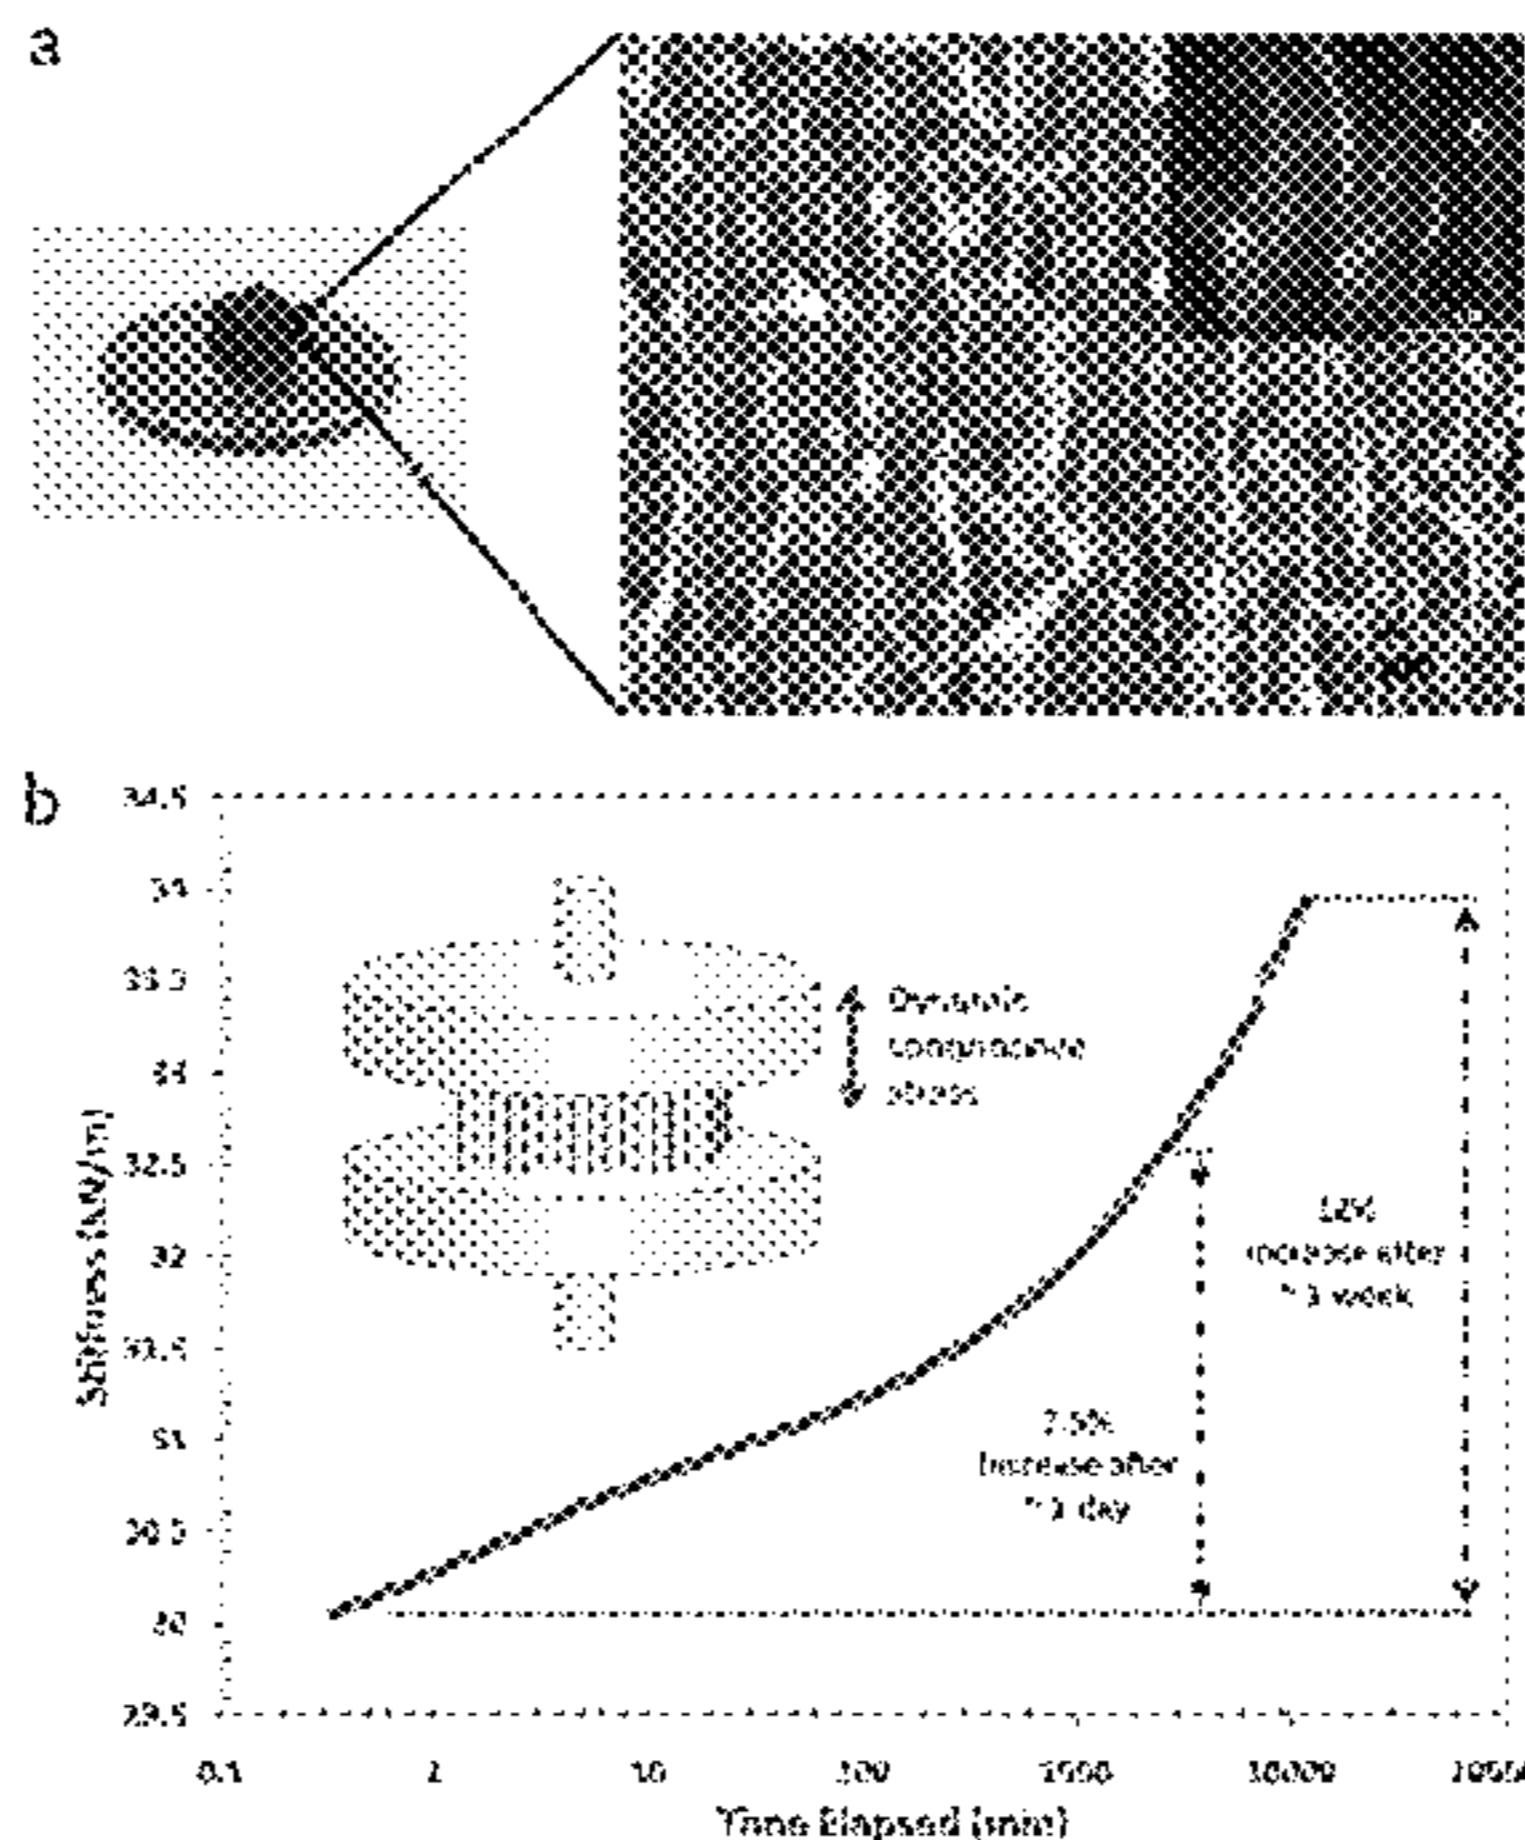 a
b
34.5
34
33.5
33
32.5
32
31.5
31
30.5
30
29.5
Stiffness (kN/m)
Dynamic
compressive
stress
12%
increase after
~1 week
7.5%
Increase after
~1 day
0.1
1
10
100
1000
10000
Time Elapsed (min)